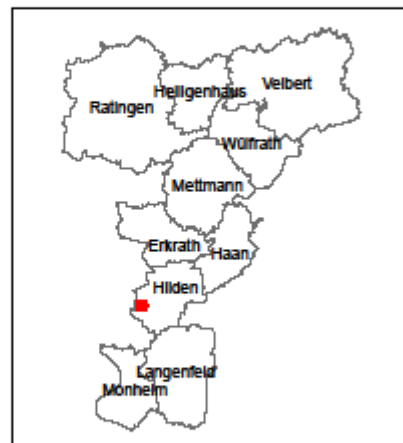 Velbert
Heiligenhaus
Ratingen
Wülfrath
Mettmann
Erkrath
Haan
Hilden
Langenfeld
Monheim